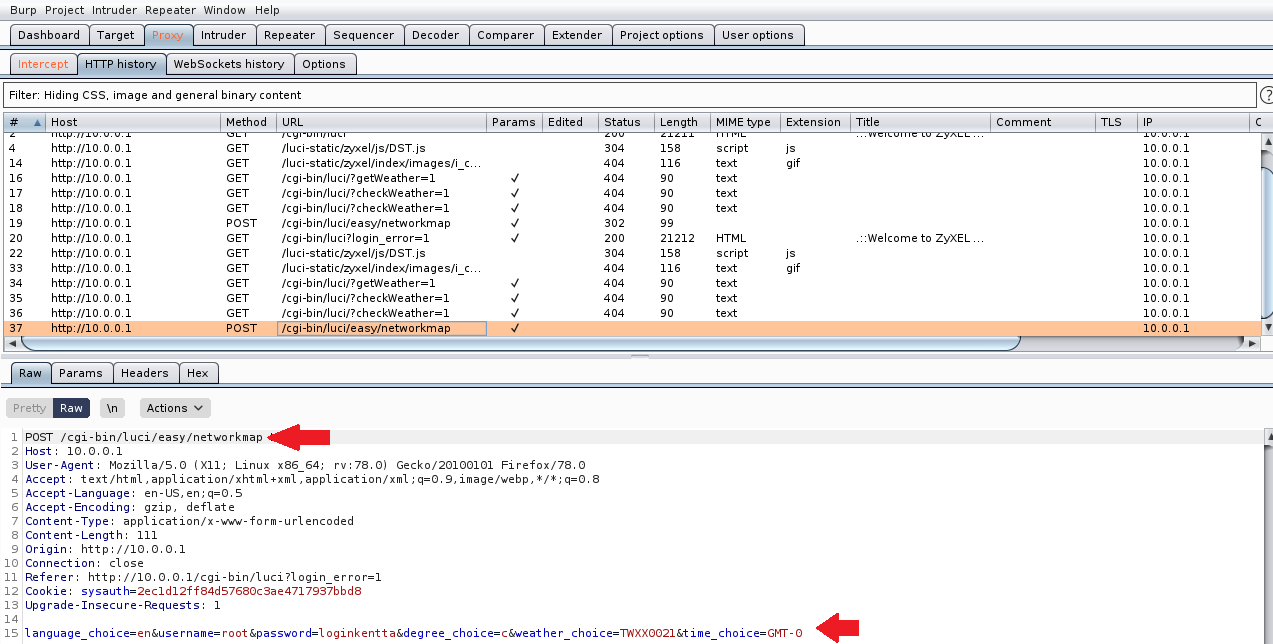 Burp Project Intruder Repeater Window Help
Dashboard Target Proxy Intruder Repeater Sequencer Decoder Comparer Extender Project options User options
Intercept HTTP history WebSockets history Options
Filter: Hiding CSS, image and general binary content ?
# Host Method URL Params Edited Status Length MIME type Extension Title Comment TLS IP C
2 http://10.0.0.1 GET /cgi-bin/luci 200 21211 HTML .::Welcome to ZyXEL ... 10.0.0.1
4 http://10.0.0.1 GET /luci-static/zyxel/js/DST.js 304 158 script js 10.0.0.1
14 http://10.0.0.1 GET /luci-static/zyxel/index/images/i_c... 404 116 text gif 10.0.0.1
16 http://10.0.0.1 GET /cgi-bin/luci/?getWeather=1 ✓ 404 90 text 10.0.0.1
17 http://10.0.0.1 GET /cgi-bin/luci/?checkWeather=1 ✓ 404 90 text 10.0.0.1
18 http://10.0.0.1 GET /cgi-bin/luci/?checkWeather=1 ✓ 404 90 text 10.0.0.1
19 http://10.0.0.1 POST /cgi-bin/luci/easy/networkmap ✓ 302 99 10.0.0.1
20 http://10.0.0.1 GET /cgi-bin/luci?login_error=1 ✓ 200 21212 HTML .::Welcome to ZyXEL ... 10.0.0.1
22 http://10.0.0.1 GET /luci-static/zyxel/js/DST.js 304 158 script js 10.0.0.1
33 http://10.0.0.1 GET /luci-static/zyxel/index/images/i_c... 404 116 text gif 10.0.0.1
34 http://10.0.0.1 GET /cgi-bin/luci/?getWeather=1 ✓ 404 90 text 10.0.0.1
35 http://10.0.0.1 GET /cgi-bin/luci/?checkWeather=1 ✓ 404 90 text 10.0.0.1
36 http://10.0.0.1 GET /cgi-bin/luci/?checkWeather=1 ✓ 404 90 text 10.0.0.1
37 http://10.0.0.1 POST /cgi-bin/luci/easy/networkmap ✓ 10.0.0.1
Raw Params Headers Hex
Pretty Raw \n Actions
1 POST /cgi-bin/luci/easy/networkmap
2 Host: 10.0.0.1
3 User-Agent: Mozilla/5.0 (X11; Linux x86_64; rv:78.0) Gecko/20100101 Firefox/78.0
4 Accept: text/html,application/xhtml+xml,application/xml;q=0.9,image/webp,*/*;q=0.8
5 Accept-Language: en-US,en;q=0.5
6 Accept-Encoding: gzip, deflate
7 Content-Type: application/x-www-form-urlencoded
8 Content-Length: 111
9 Origin: http://10.0.0.1
10 Connection: close
11 Referer: http://10.0.0.1/cgi-bin/luci?login_error=1
12 Cookie: sysauth=2ec1d12ff84d57680c3ae4717937bbd8
13 Upgrade-Insecure-Requests: 1
14
15 language_choice=en&username=root&password=loginkentta&degree_choice=c&weather_choice=TWXX0021&time_choice=GMT-0